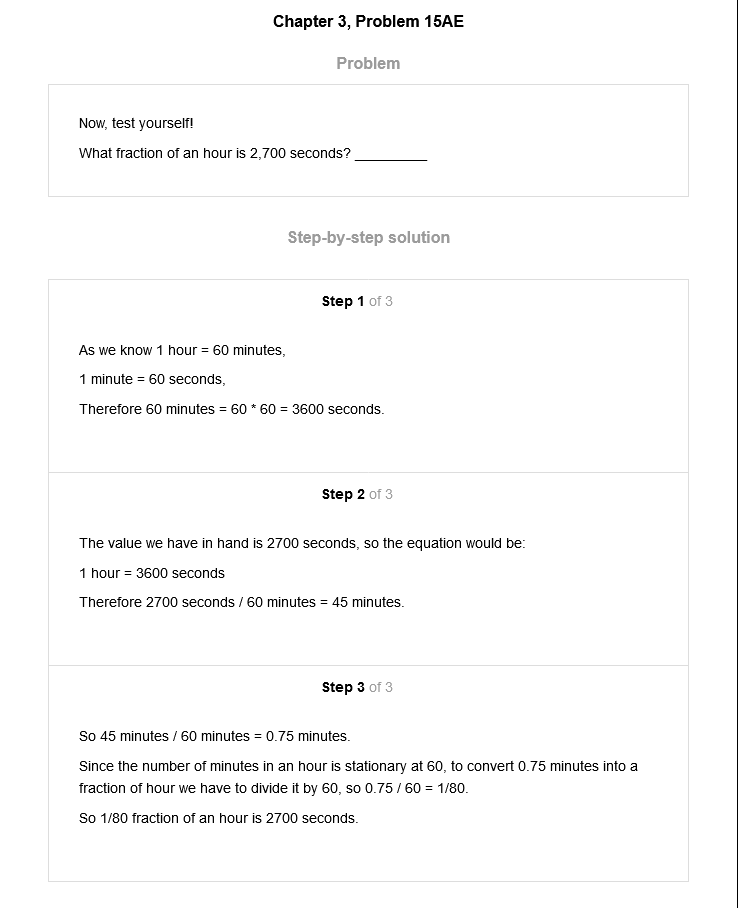 Chapter 3, Problem 15AE
Problem
Now, test yourself!
What fraction of an hour is 2,700 seconds? __________
Step-by-step solution
Step 1 of 3
As we know 1 hour = 60 minutes,
1 minute = 60 seconds,
Therefore 60 minutes = 60 * 60 = 3600 seconds.
Step 2 of 3
The value we have in hand is 2700 seconds, so the equation would be:
1 hour = 3600 seconds
Therefore 2700 seconds / 60 minutes = 45 minutes.
Step 3 of 3
So 45 minutes / 60 minutes = 0.75 minutes.
Since the number of minutes in an hour is stationary at 60, to convert 0.75 minutes into a
fraction of hour we have to divide it by 60, so 0.75 / 60 = 1/80.
So 1/80 fraction of an hour is 2700 seconds.